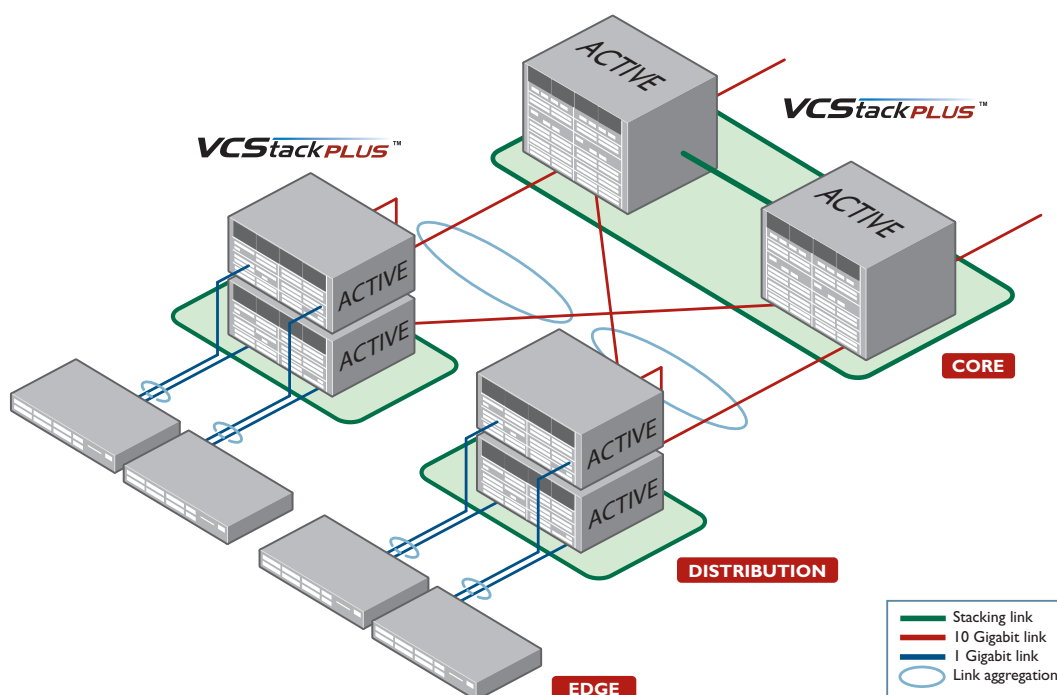 ACTIVE
VCStackPLUS™
VCStackPLUS™
ACTIVE
ACTIVE
ACTIVE
CORE
ACTIVE
ACTIVE
DISTRIBUTION
EDGE
Stacking link
10 Gigabit link
1 Gigabit link
Link aggregation